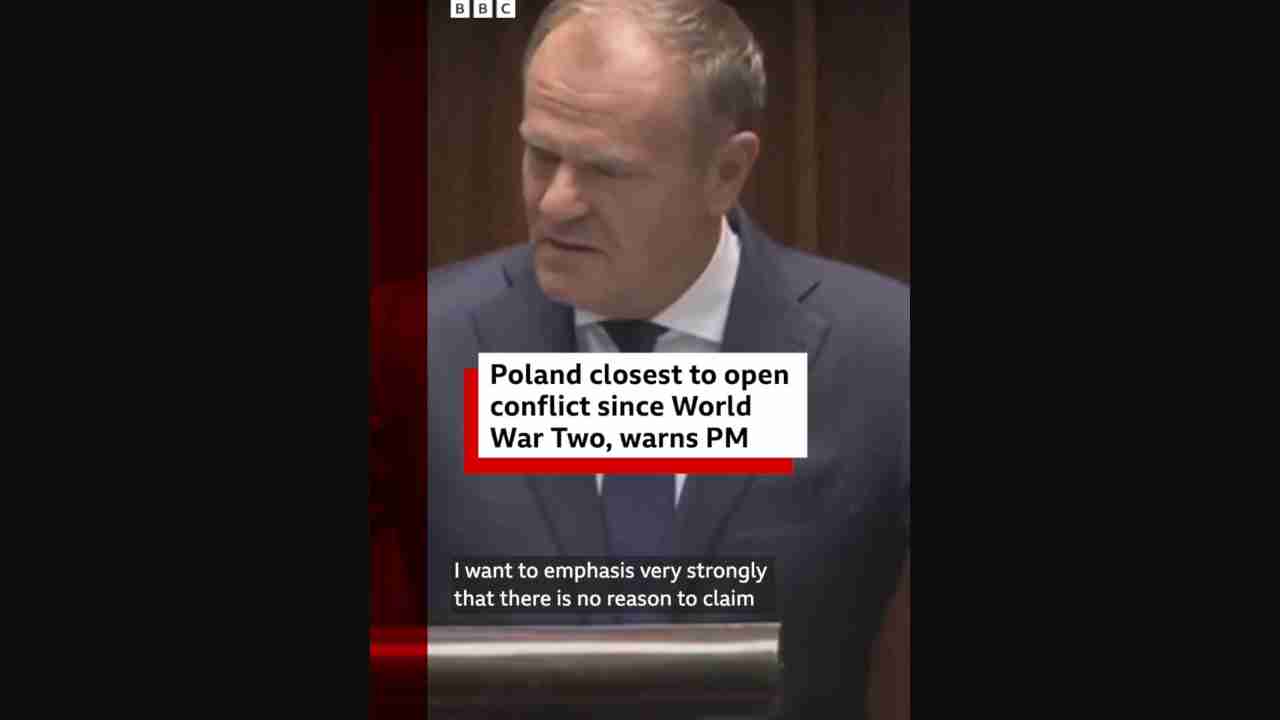 BBC
Poland closest to open
conflict since World
War Two, warns PM
I want to emphasis very strongly
that there is no reason to claim